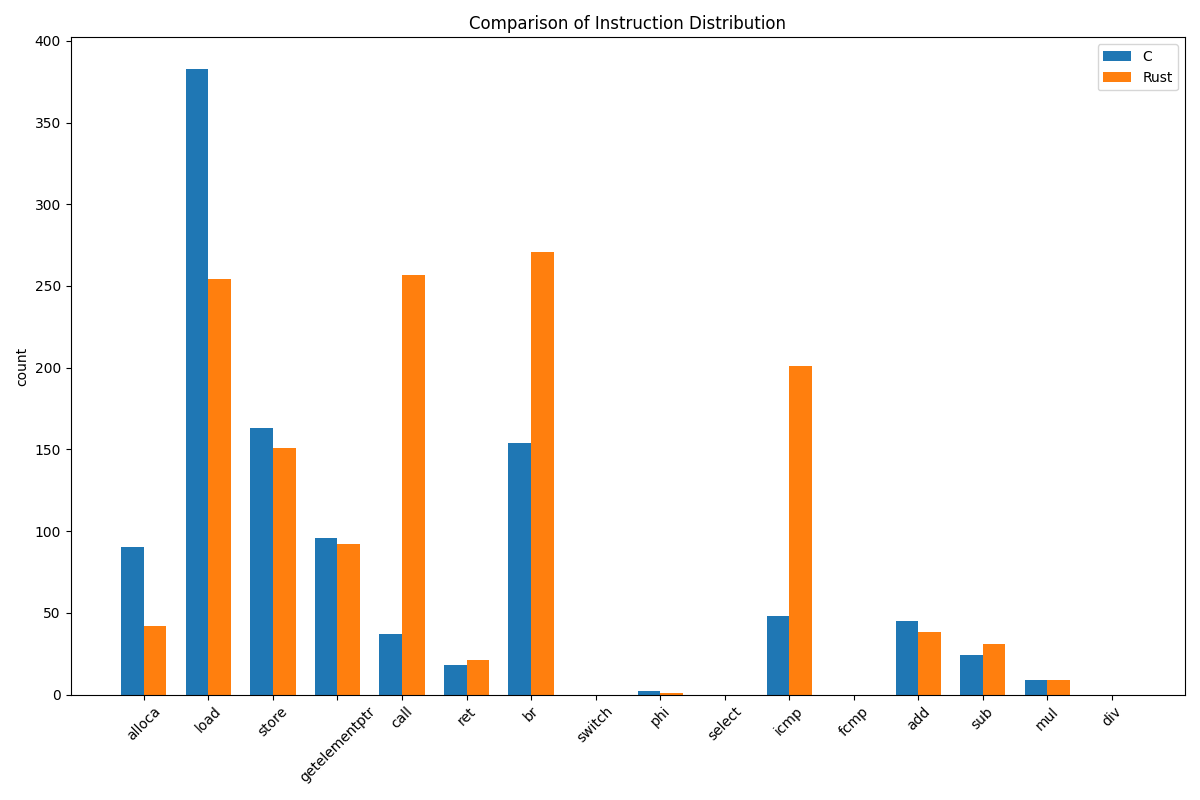 Comparison of Instruction Distribution
C
Rust
count
400
350
300
250
200
150
100
50
0
alloca
load
store
getelementptr
call
ret
br
switch
phi
select
icmp
fcmp
add
sub
mul
div